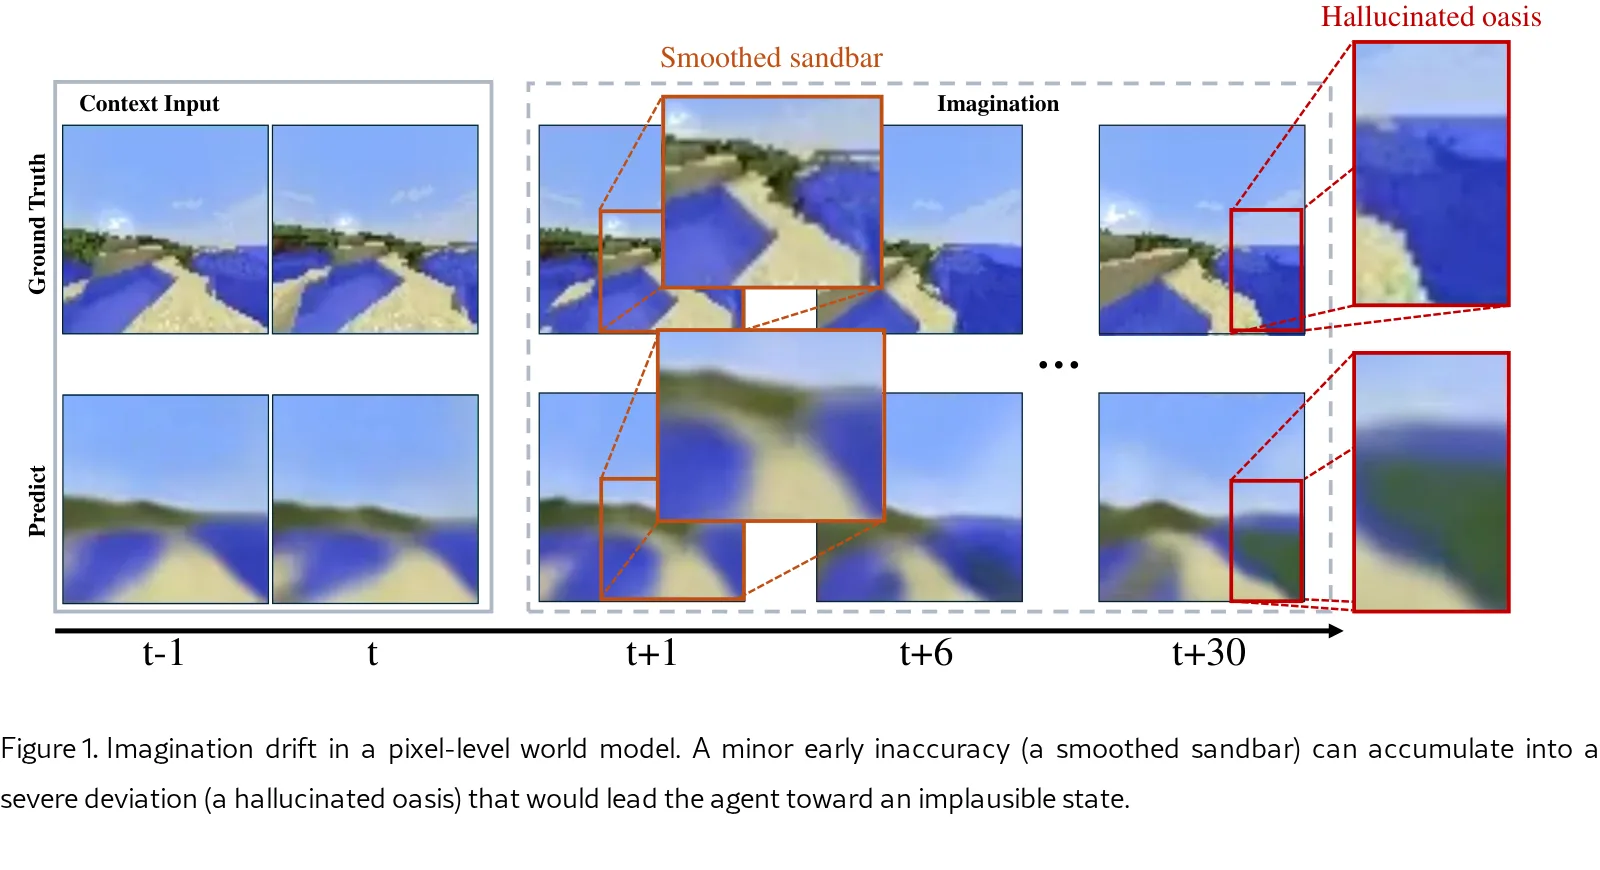 Hallucinated oasis
Smoothed sandbar
Context Input
Imagination
Ground Truth
...
Predict
t-1 t t+1 t+6 t+30
Figure 1. Imagination drift in a pixel-level world model. A minor early inaccuracy (a smoothed sandbar) can accumulate into a
severe deviation (a hallucinated oasis) that would lead the agent toward an implausible state.